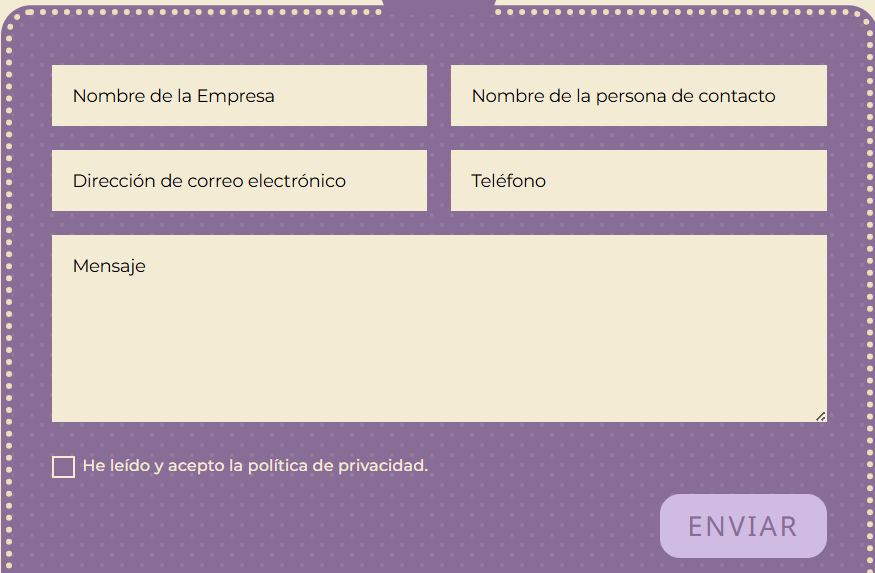 Nombre de la Empresa
Nombre de la persona de contacto
Dirección de correo electrónico
Teléfono
Mensaje
He leído y acepto la política de privacidad.
ENVIAR